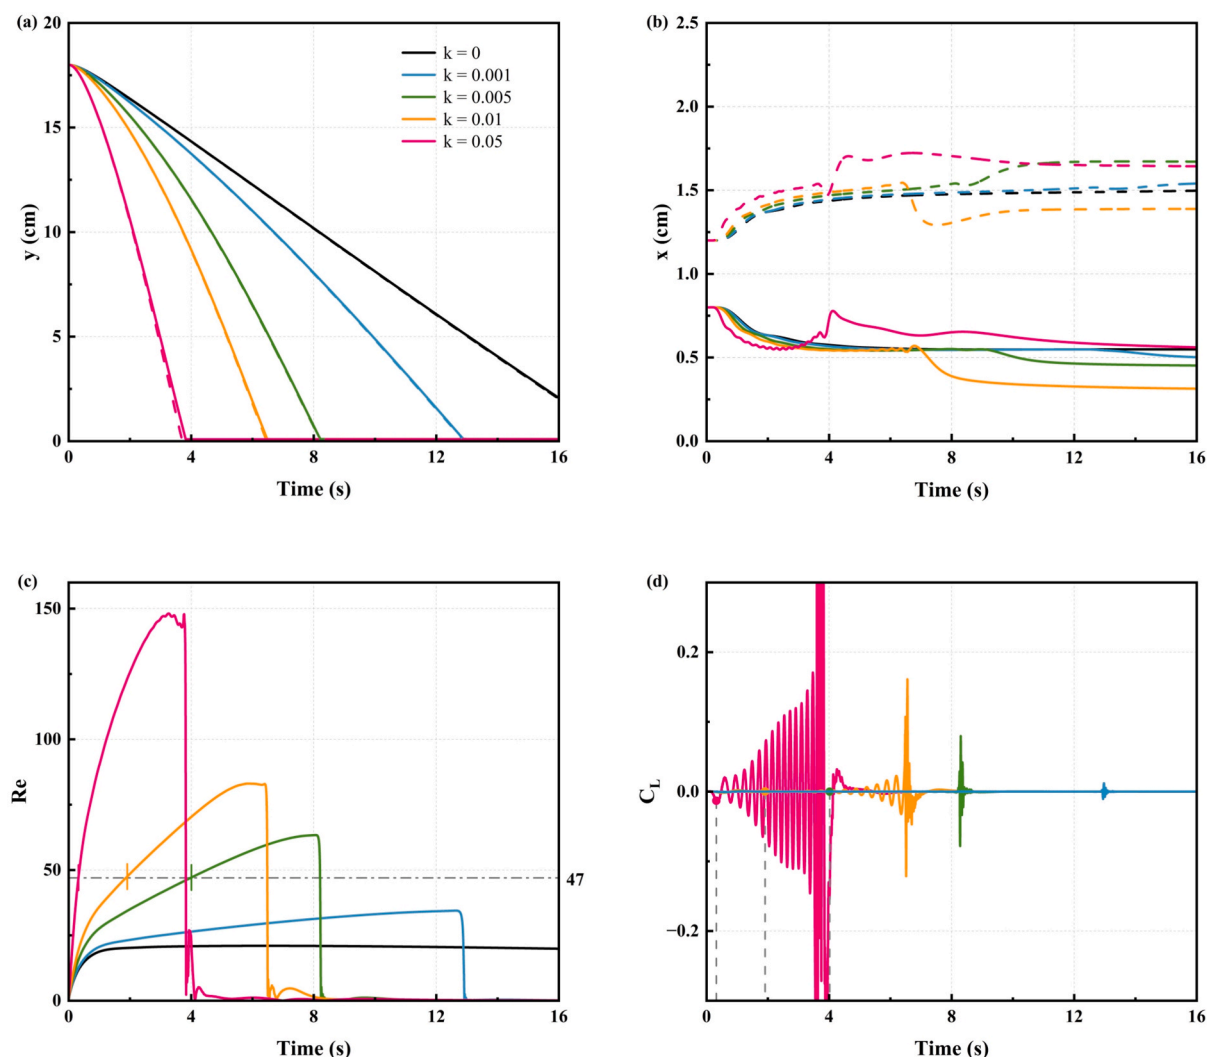 (a)
20
15
10
5
0
y (cm)
k = 0
k = 0.001
k = 0.005
k = 0.01
k = 0.05
0 4 8 12 16
Time (s)
(b)
2.5
2.0
1.5
1.0
0.5
0.0
x (cm)
0 4 8 12 16
Time (s)
(c)
150
100
50
0
Re
47
0 4 8 12 16
Time (s)
(d)
0.2
0.0
−0.2
C_L
0 4 8 12 16
Time (s)